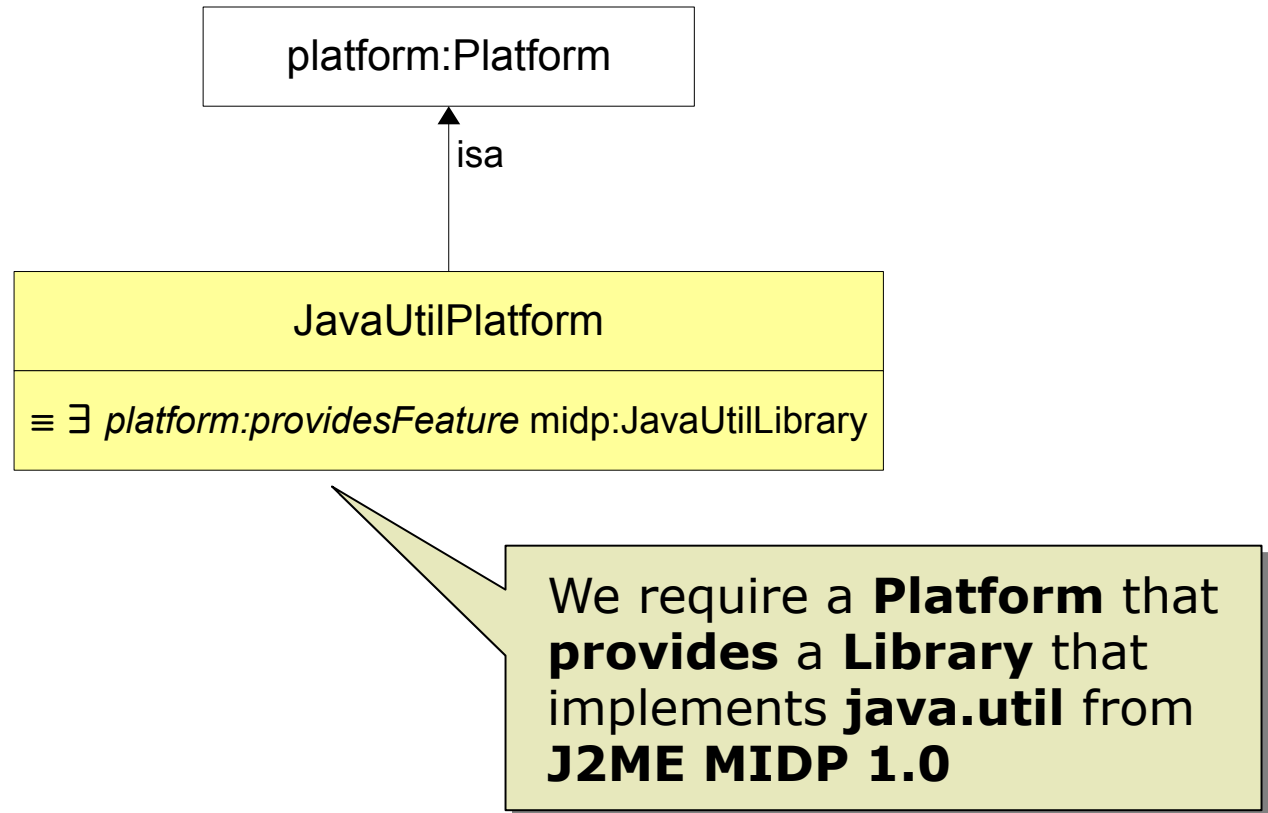 platform:Platform
isa
JavaUtilPlatform
≡ ∃ platform:providesFeature midp:JavaUtilLibrary
We require a Platform that
provides a Library that
implements java.util from
J2ME MIDP 1.0